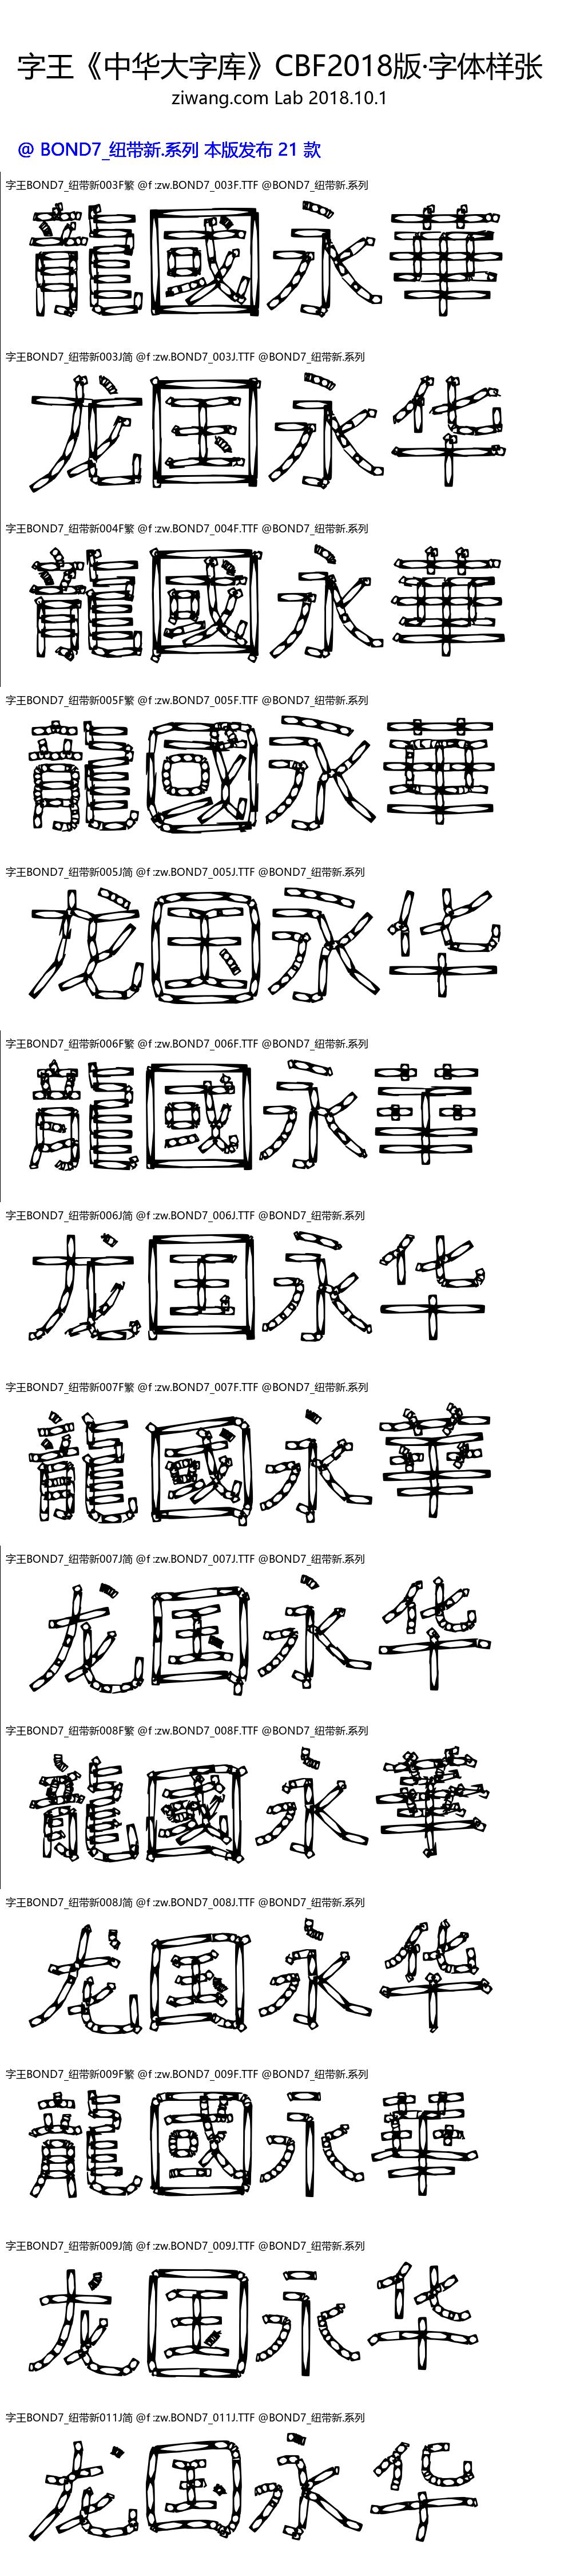 字王《中华大字库》CBF2018版·字体样张
ziwang.com Lab 2018.10.1
@ BOND7_纽带新.系列 本版发布 21 款
字王BOND7_纽带新003F繁 @f :zw.BOND7_003F.TTF @BOND7_纽带新.系列
龍國永華
字王BOND7_纽带新003J简 @f :zw.BOND7_003J.TTF @BOND7_纽带新.系列
龙国永华
字王BOND7_纽带新004F繁 @f :zw.BOND7_004F.TTF @BOND7_纽带新.系列
龍國永華
字王BOND7_纽带新005F繁 @f :zw.BOND7_005F.TTF @BOND7_纽带新.系列
龍國永華
字王BOND7_纽带新005J简 @f :zw.BOND7_005J.TTF @BOND7_纽带新.系列
龙国永华
字王BOND7_纽带新006F繁 @f :zw.BOND7_006F.TTF @BOND7_纽带新.系列
龍國永華
字王BOND7_纽带新006J简 @f :zw.BOND7_006J.TTF @BOND7_纽带新.系列
龙国永华
字王BOND7_纽带新007F繁 @f :zw.BOND7_007F.TTF @BOND7_纽带新.系列
龍國永華
字王BOND7_纽带新007J简 @f :zw.BOND7_007J.TTF @BOND7_纽带新.系列
龙国永华
字王BOND7_纽带新008F繁 @f :zw.BOND7_008F.TTF @BOND7_纽带新.系列
龍國永華
字王BOND7_纽带新008J简 @f :zw.BOND7_008J.TTF @BOND7_纽带新.系列
龙国永华
字王BOND7_纽带新009F繁 @f :zw.BOND7_009F.TTF @BOND7_纽带新.系列
龍國永華
字王BOND7_纽带新009J简 @f :zw.BOND7_009J.TTF @BOND7_纽带新.系列
龙国永华
字王BOND7_纽带新011J简 @f :zw.BOND7_011J.TTF @BOND7_纽带新.系列
龙国永华